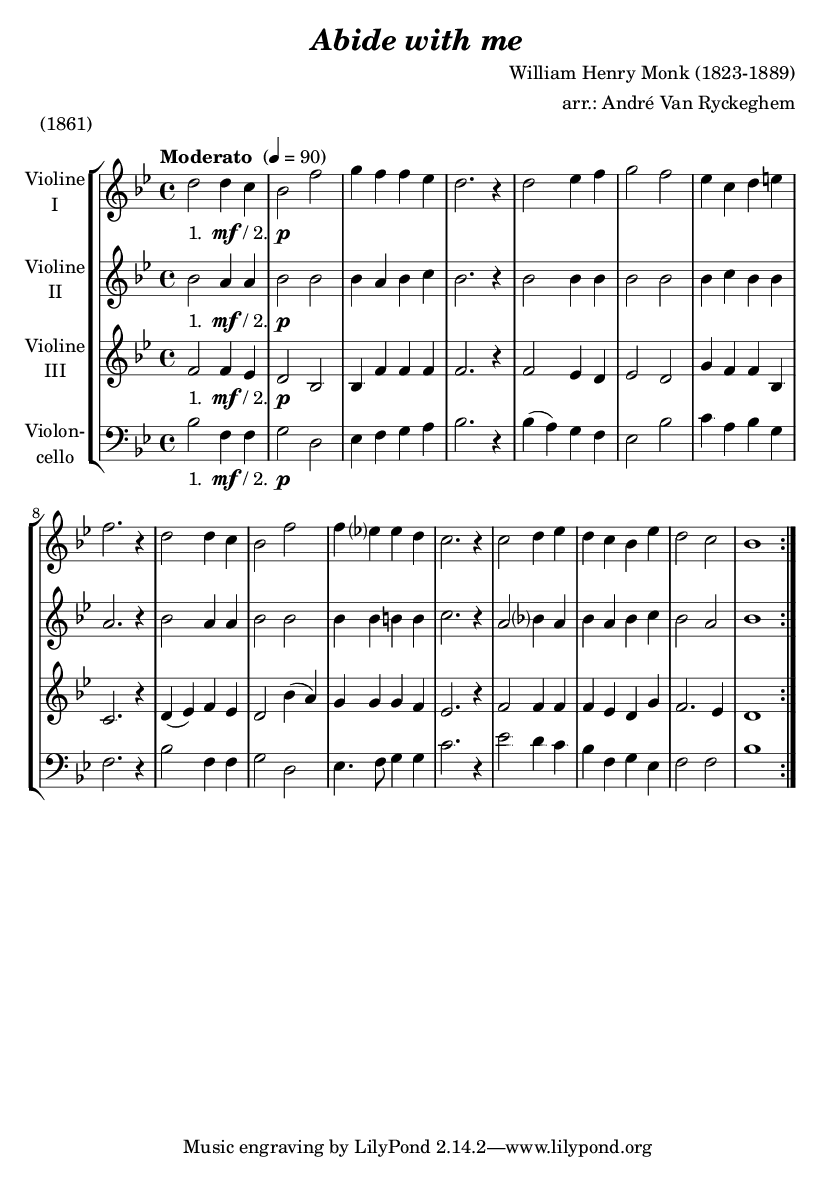 Abide with me
William Henry Monk (1823-1889)
arr.: André Van Ryckeghem
(1861)
Moderato (♩ = 90)
Violine
I
1. mf / 2. p
Violine
II
1. mf / 2. p
Violine
III
1. mf / 2. p
Violon-
cello
1. mf / 2. p
8
Music engraving by LilyPond 2.14.2—www.lilypond.org